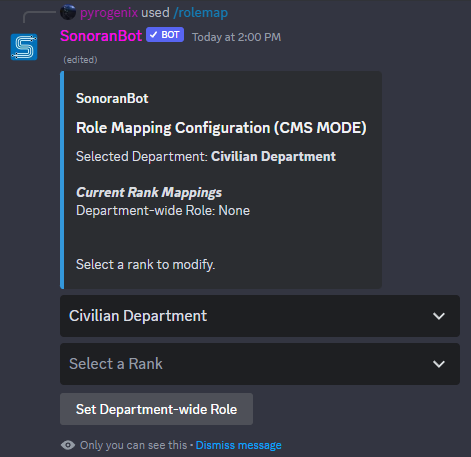 pyrogenix used /rolemap
SonoranBot ✓ BOT Today at 2:00 PM
(edited)
SonoranBot
Role Mapping Configuration (CMS MODE)
Selected Department: Civilian Department
Current Rank Mappings
Department-wide Role: None
Select a rank to modify.
Civilian Department
Select a Rank
Set Department-wide Role
Only you can see this • Dismiss message